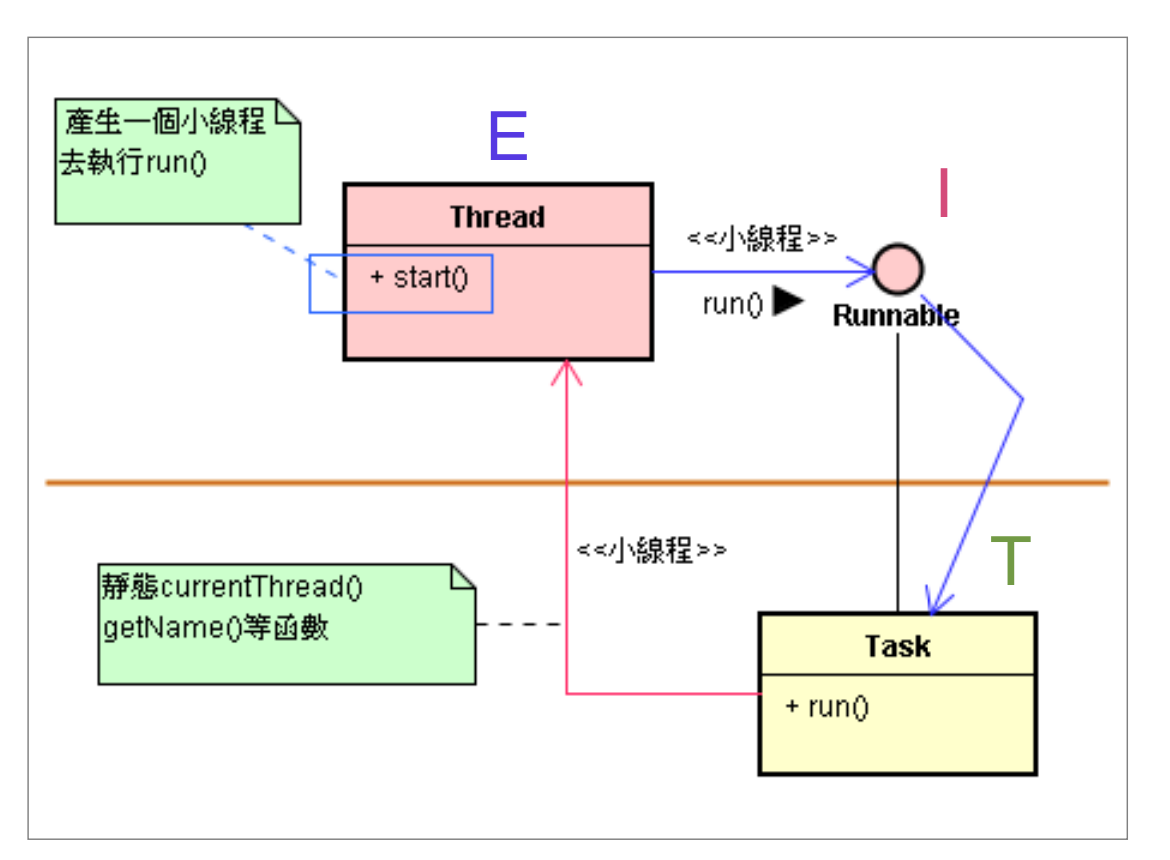 產生一個小線程
去執行run()
E
I
Thread
+ start()
<<小線程>>
run() ▶
Runnable
<<小線程>>
靜態currentThread()
getName()等函數
T
Task
+ run()